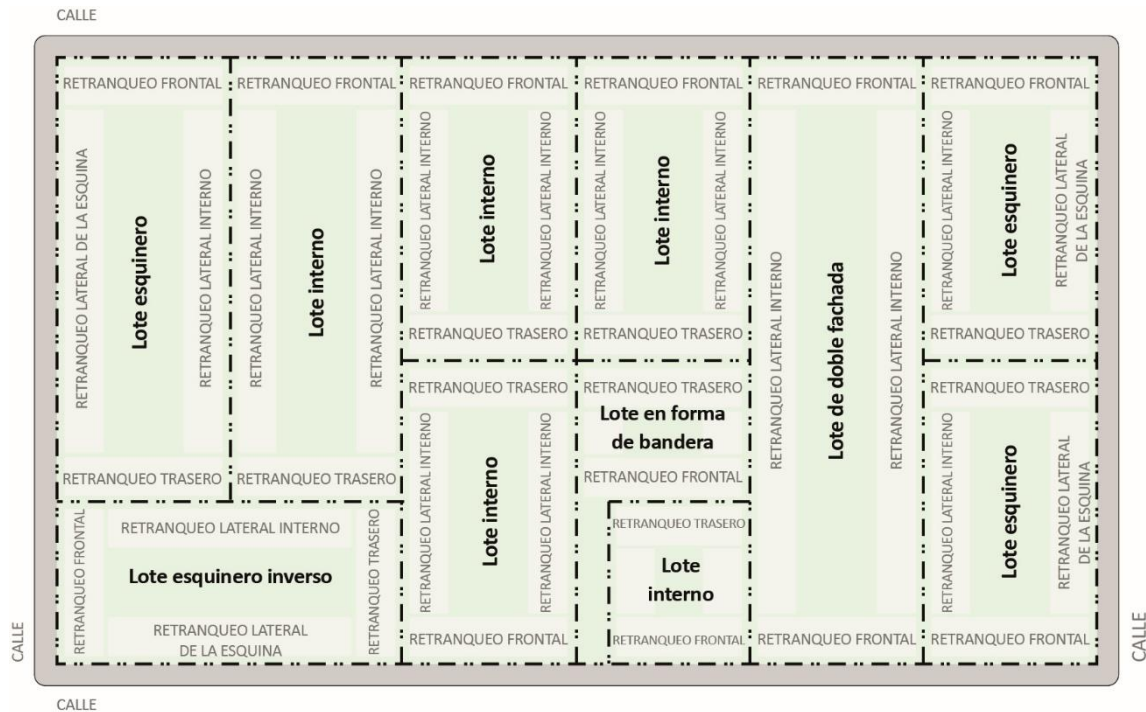 CALLE
RETRANQUEO FRONTAL
RETRANQUEO FRONTAL
RETRANQUEO FRONTAL
RETRANQUEO FRONTAL
RETRANQUEO FRONTAL
RETRANQUEO FRONTAL
RETRANQUEO LATERAL DE LA ESQUINA
Lote esquinero
RETRANQUEO LATERAL INTERNO
RETRANQUEO LATERAL INTERNO
Lote interno
RETRANQUEO LATERAL INTERNO
RETRANQUEO LATERAL INTERNO
Lote interno
RETRANQUEO LATERAL INTERNO
RETRANQUEO LATERAL INTERNO
Lote interno
RETRANQUEO LATERAL INTERNO
RETRANQUEO LATERAL INTERNO
Lote de doble fachada
RETRANQUEO LATERAL INTERNO
RETRANQUEO LATERAL INTERNO
Lote esquinero
RETRANQUEO LATERAL
DE LA ESQUINA
RETRANQUEO TRASERO
RETRANQUEO TRASERO
RETRANQUEO TRASERO
RETRANQUEO TRASERO
RETRANQUEO TRASERO
RETRANQUEO TRASERO
Lote en forma
de bandera
RETRANQUEO FRONTAL
RETRANQUEO LATERAL INTERNO
Lote interno
RETRANQUEO LATERAL INTERNO
RETRANQUEO LATERAL INTERNO
Lote esquinero
RETRANQUEO LATERAL
DE LA ESQUINA
RETRANQUEO TRASERO
RETRANQUEO TRASERO
RETRANQUEO FRONTAL
RETRANQUEO LATERAL INTERNO
Lote esquinero inverso
RETRANQUEO LATERAL
DE LA ESQUINA
RETRANQUEO TRASERO
RETRANQUEO TRASERO
Lote
interno
RETRANQUEO FRONTAL
RETRANQUEO FRONTAL
RETRANQUEO FRONTAL
RETRANQUEO FRONTAL
CALLE
CALLE
CALLE